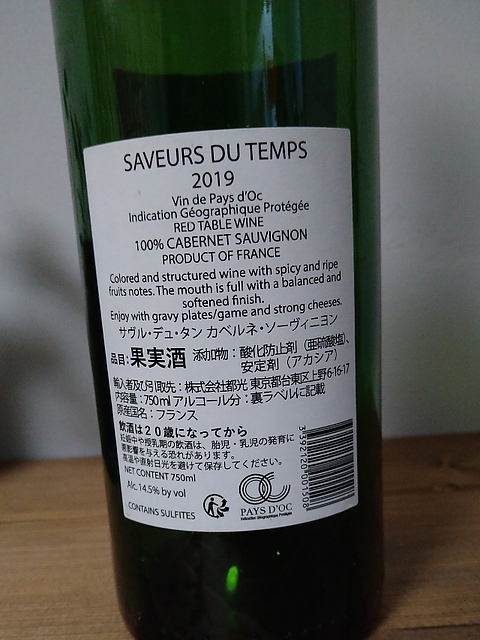 SAVEURS DU TEMPS
2019
Vin de Pays d'Oc
Indication Géographique Protégée
RED TABLE WINE
100% CABERNET SAUVIGNON
PRODUCT OF FRANCE
Colored and structured wine with spicy and ripe
fruits notes. The mouth is full with a balanced and
softened finish.
Enjoy with gravy plates/game and strong cheeses.
サヴル・デュ・タン カベルネ・ソーヴィニヨン
品目:果実酒 添加物:酸化防止剤(亜硫酸塩)、
安定剤(アカシア)
輸入者及び引取先:株式会社都光 東京都台東区上野6-16-17
内容量:750ml アルコール分:裏ラベルに記載
原産国名:フランス
飲酒は20歳になってから
妊娠中や授乳期の飲酒は、胎児・乳児の発育に
悪影響を与える恐れがあります。
高温や直射日光を避けて保存してください。
NET CONTENT 750ml
Alc. 14.5% by vol
CONTAINS SULFITES
PAYS D'OC
Indication Géographique Protégée